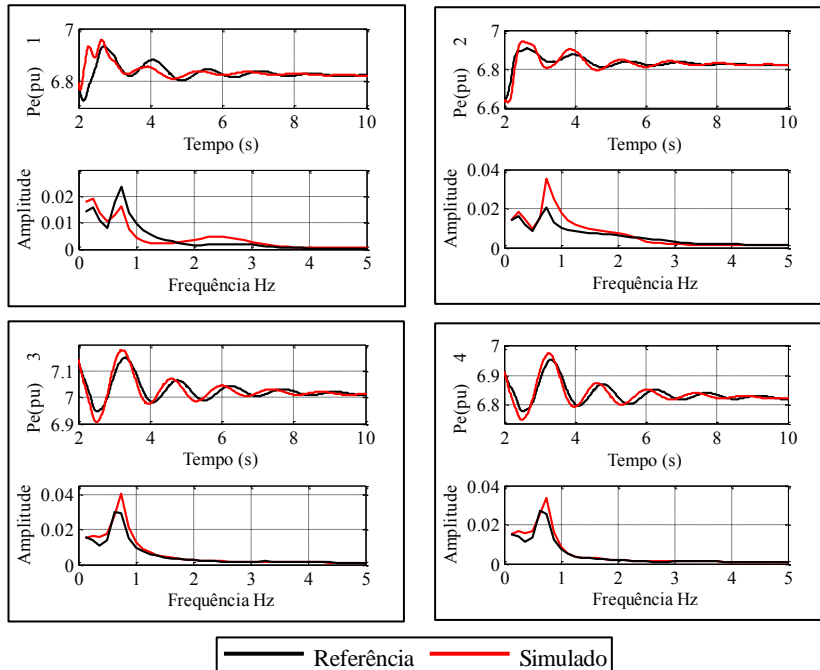 7
6.8
Pe(pu) 1
2 4 6 8 10
Tempo (s)
0.02
0.01
0
Amplitude
0 1 2 3 4 5
Frequência Hz
7
6.8
6.6
Pe(pu) 2
2 4 6 8 10
Tempo (s)
0.04
0.02
0
Amplitude
0 1 2 3 4 5
Frequência Hz
7.1
7
6.9
Pe(pu) 3
2 4 6 8 10
Tempo (s)
0.04
0.02
0
Amplitude
0 1 2 3 4 5
Frequência Hz
7
6.9
6.8
Pe(pu) 4
2 4 6 8 10
Tempo (s)
0.04
0.02
0
Amplitude
0 1 2 3 4 5
Frequência Hz
Referência Simulado